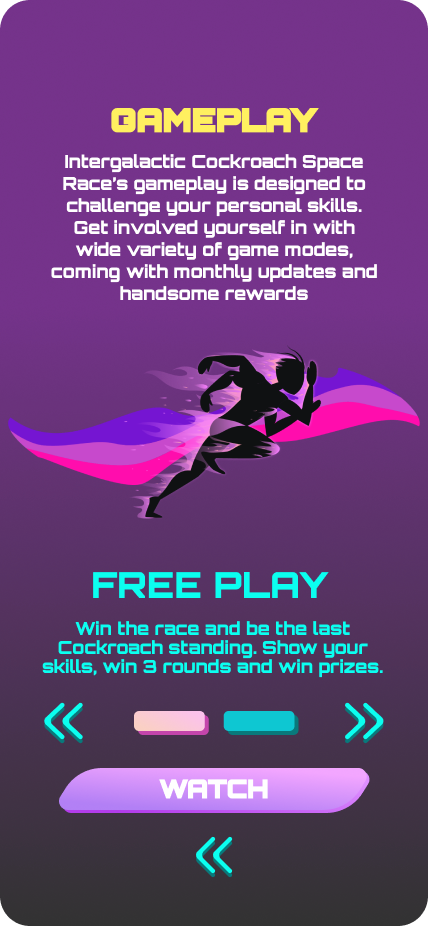 GAMEPLAY
Intergalactic Cockroach Space
Race's gameplay is designed to
challenge your personal skills.
Get involved yourself in with
wide variety of game modes,
coming with monthly updates and
handsome rewards
FREE PLAY
Win the race and be the last
Cockroach standing. Show your
skills, win 3 rounds and win prizes.
WATCH